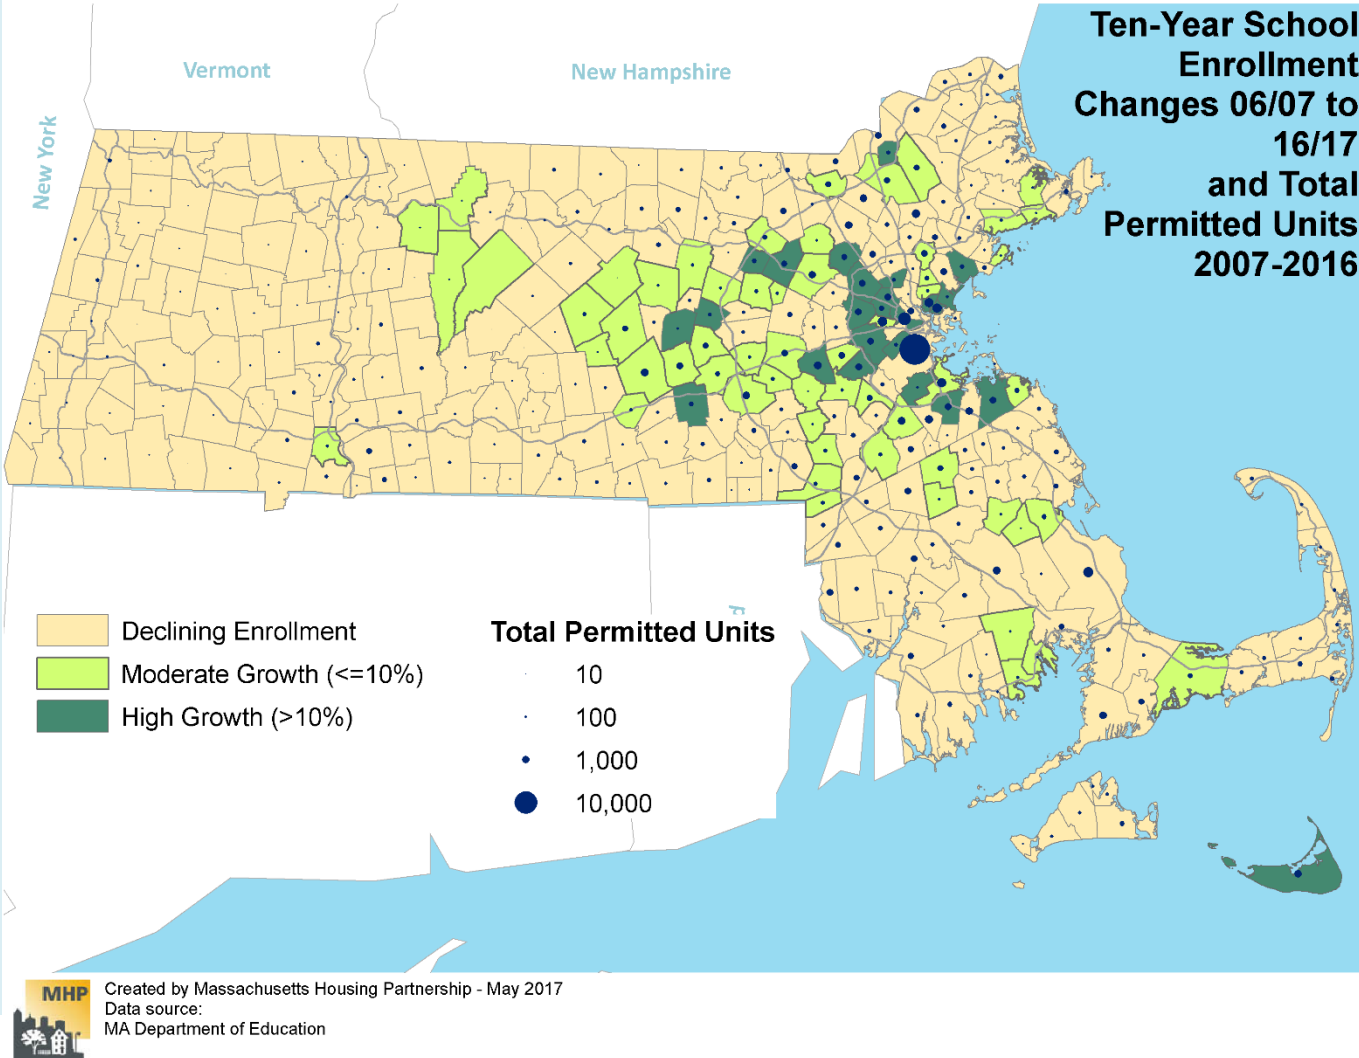 Ten-Year School
Enrollment
Changes 06/07 to
16/17
and Total
Permitted Units
2007-2016
Vermont
New Hampshire
New York
Declining Enrollment
Moderate Growth (<=10%)
High Growth (>10%)
Total Permitted Units
10
100
1,000
10,000
MHP
Created by Massachusetts Housing Partnership - May 2017
Data source:
MA Department of Education